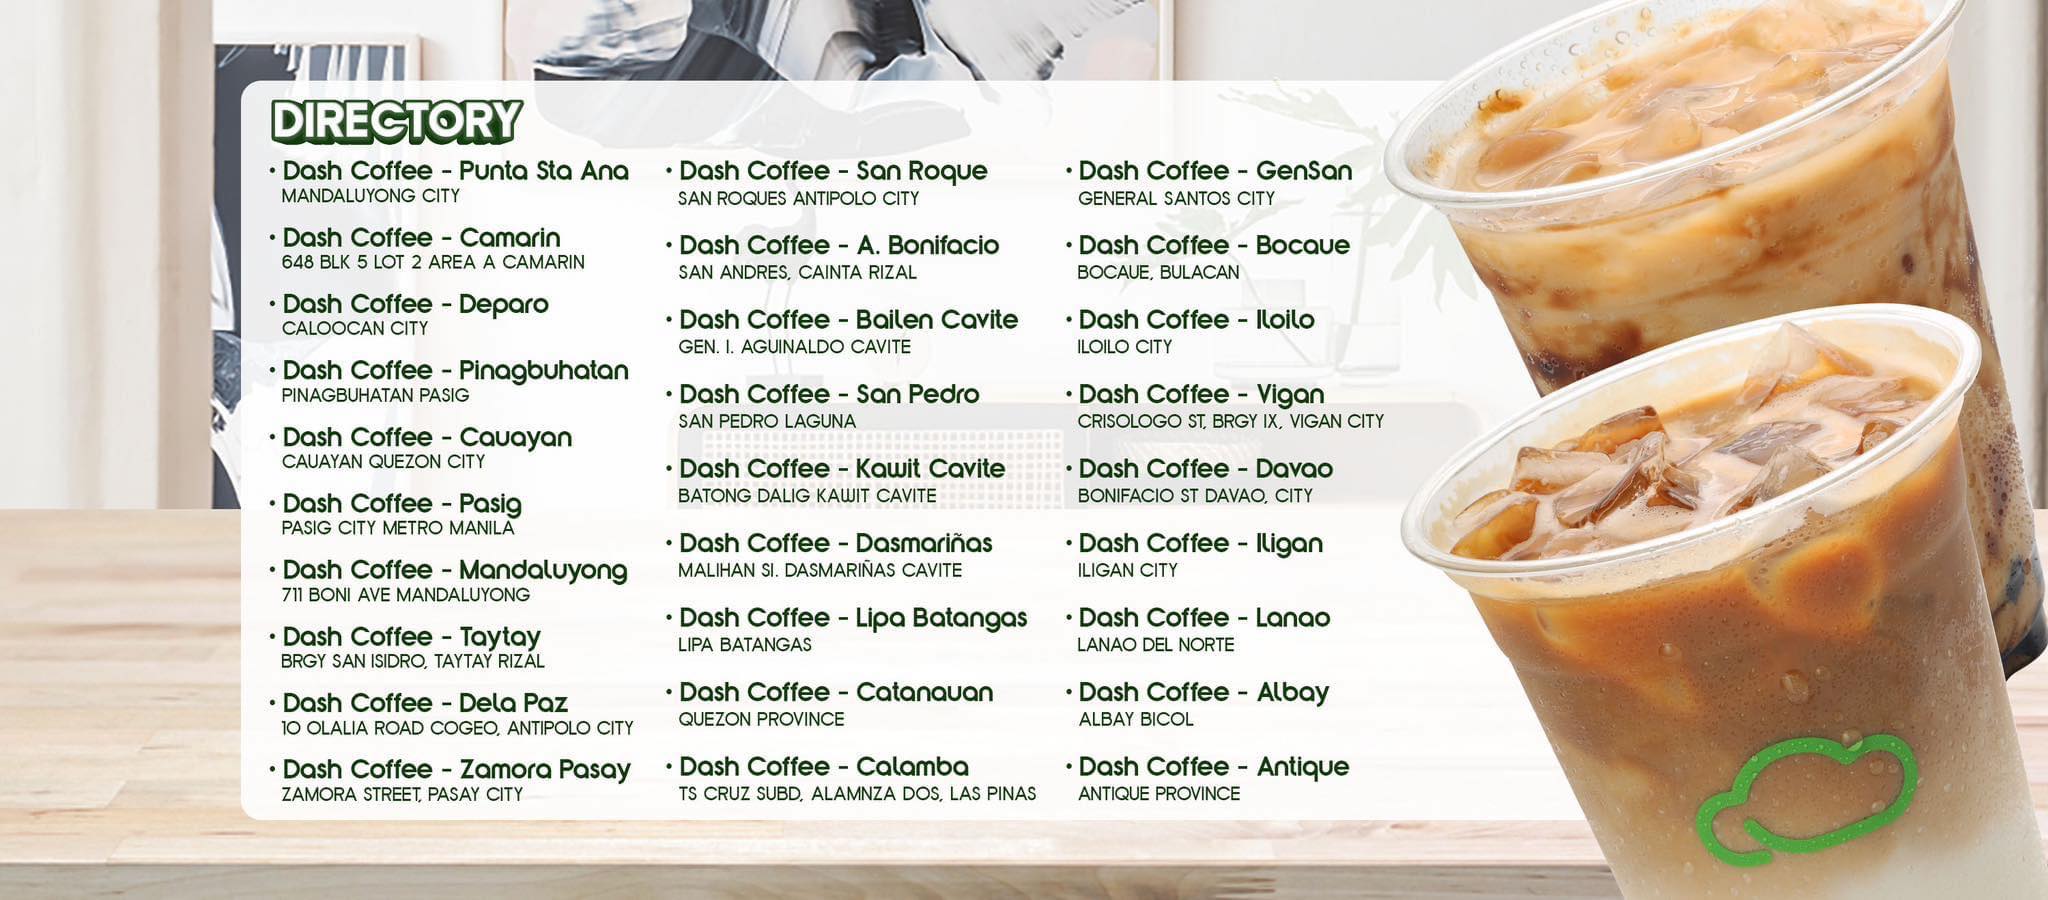 DIRECTORY
• Dash Coffee - Punta Sta Ana
MANDALUYONG CITY
• Dash Coffee - Camarin
648 BLK 5 LOT 2 AREA A CAMARIN
• Dash Coffee - Deparo
CALOOCAN CITY
• Dash Coffee - Pinagbuhatan
PINAGBUHATAN PASIG
• Dash Coffee - Cauayan
CAUAYAN QUEZON CITY
• Dash Coffee - Pasig
PASIG CITY METRO MANILA
• Dash Coffee - Mandaluyong
711 BONI AVE MANDALUYONG
• Dash Coffee - Taytay
BRGY SAN ISIDRO, TAYTAY RIZAL
• Dash Coffee - Dela Paz
10 OLALIA ROAD COGEO, ANTIPOLO CITY
• Dash Coffee - Zamora Pasay
ZAMORA STREET, PASAY CITY
• Dash Coffee - San Roque
SAN ROQUES ANTIPOLO CITY
• Dash Coffee - A. Bonifacio
SAN ANDRES, CAINTA RIZAL
• Dash Coffee - Bailen Cavite
GEN. I. AGUINALDO CAVITE
• Dash Coffee - San Pedro
SAN PEDRO LAGUNA
• Dash Coffee - Kawit Cavite
BATONG DALIG KAWIT CAVITE
• Dash Coffee - Dasmariñas
MALIHAN SI. DASMARIÑAS CAVITE
• Dash Coffee - Lipa Batangas
LIPA BATANGAS
• Dash Coffee - Catanauan
QUEZON PROVINCE
• Dash Coffee - Calamba
TS CRUZ SUBD, ALAMNZA DOS, LAS PINAS
• Dash Coffee - GenSan
GENERAL SANTOS CITY
• Dash Coffee - Bocaue
BOCAUE, BULACAN
• Dash Coffee - Iloilo
ILOILO CITY
• Dash Coffee - Vigan
CRISOLOGO ST, BRGY IX, VIGAN CITY
• Dash Coffee - Davao
BONIFACIO ST DAVAO, CITY
• Dash Coffee - Iligan
ILIGAN CITY
• Dash Coffee - Lanao
LANAO DEL NORTE
• Dash Coffee - Albay
ALBAY BICOL
• Dash Coffee - Antique
ANTIQUE PROVINCE